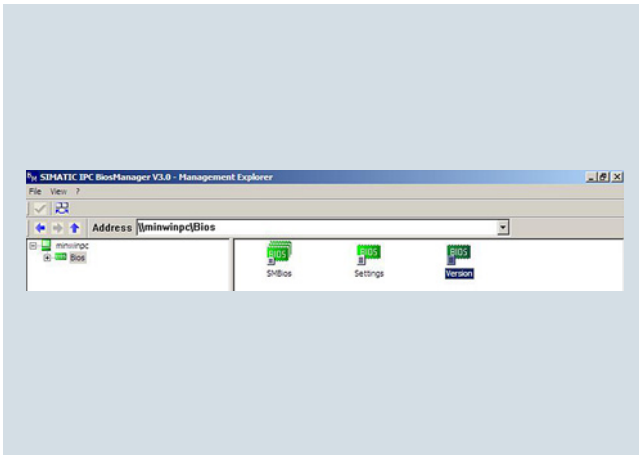 SIMATIC IPC BiosManager V3.0 - Management Explorer
File View ?
Address \\minwinpc\Bios
minwinpc
Bios
BIOS BIOS BIOS
SMBios Settings Version